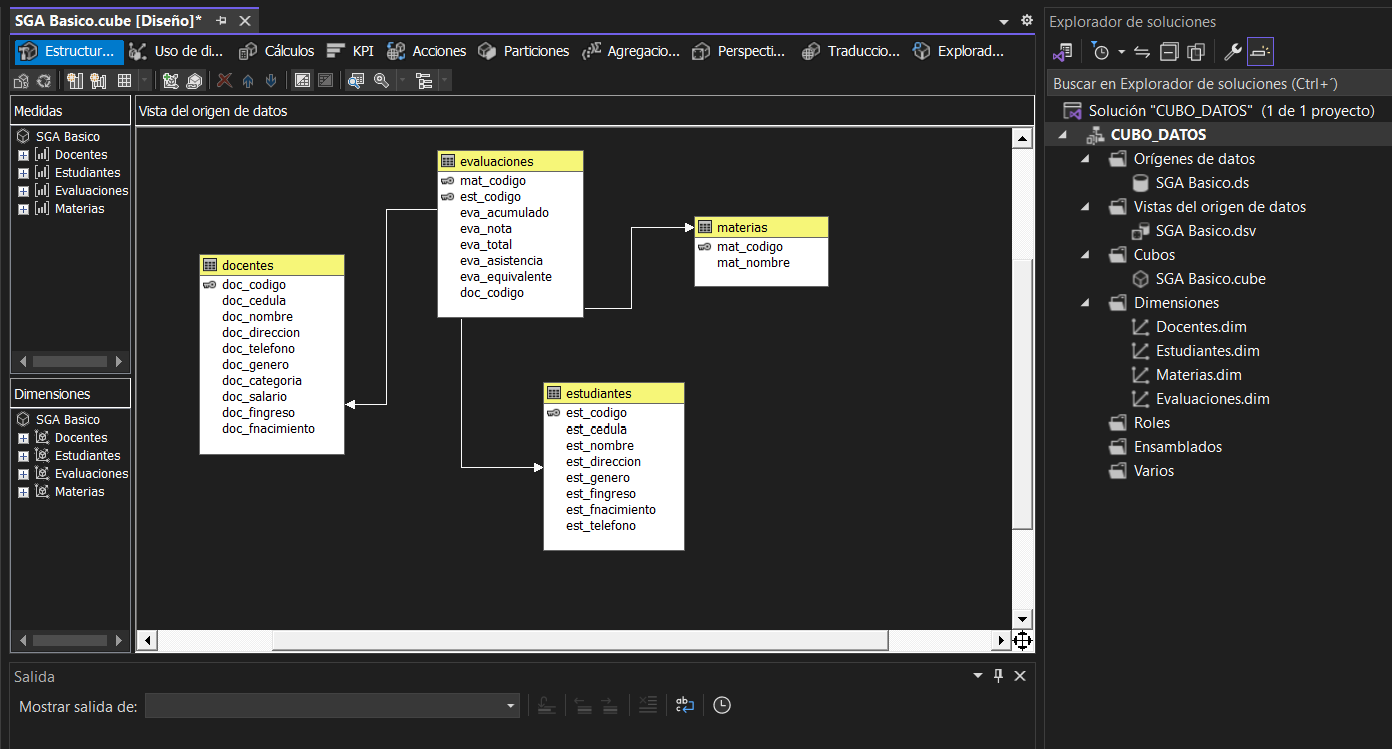 SGA Basico.cube [Diseño]*
Estructur...
Uso de di...
Cálculos
KPI
Acciones
Particiones
Agregacio...
Perspecti...
Traduccio...
Explorad...
Medidas
SGA Basico
Docentes
Estudiantes
Evaluaciones
Materias
Dimensiones
SGA Basico
Docentes
Estudiantes
Evaluaciones
Materias
Vista del origen de datos
evaluaciones
mat_codigo
est_codigo
eva_acumulado
eva_nota
eva_total
eva_asistencia
eva_equivalente
doc_codigo
materias
mat_codigo
mat_nombre
docentes
doc_codigo
doc_cedula
doc_nombre
doc_direccion
doc_telefono
doc_genero
doc_categoria
doc_salario
doc_fingreso
doc_fnacimiento
estudiantes
est_codigo
est_cedula
est_nombre
est_direccion
est_genero
est_fingreso
est_fnacimiento
est_telefono
Salida
Mostrar salida de:
Explorador de soluciones
Buscar en Explorador de soluciones (Ctrl+´)
Solución "CUBO_DATOS" (1 de 1 proyecto)
CUBO_DATOS
Orígenes de datos
SGA Basico.ds
Vistas del origen de datos
SGA Basico.dsv
Cubos
SGA Basico.cube
Dimensiones
Docentes.dim
Estudiantes.dim
Materias.dim
Evaluaciones.dim
Roles
Ensamblados
Varios